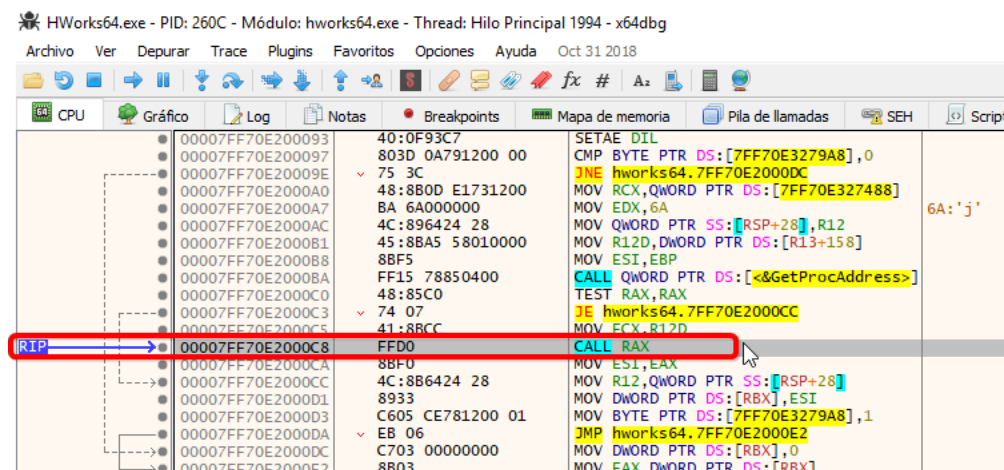 HWorks64.exe - PID: 260C - Módulo: hworks64.exe - Thread: Hilo Principal 1994 - x64dbg
Archivo Ver Depurar Trace Plugins Favoritos Opciones Ayuda Oct 31 2018
CPU Gráfico Log Notas Breakpoints Mapa de memoria Pila de llamadas SEH Script
00007FF70E200093 40:0F93C7 SETAE DIL
00007FF70E200097 803D 0A791200 00 CMP BYTE PTR DS:[7FF70E3279A8],0
00007FF70E20009E 75 3C JNE hworks64.7FF70E2000DC
00007FF70E2000A0 48:8B0D E1731200 MOV RCX,QWORD PTR DS:[7FF70E327488]
00007FF70E2000A7 BA 6A000000 MOV EDX,6A 6A:'j'
00007FF70E2000AC 4C:896424 28 MOV QWORD PTR SS:[RSP+28],R12
00007FF70E2000B1 45:8BA5 58010000 MOV R12D,DWORD PTR DS:[R13+158]
00007FF70E2000B8 8BF5 MOV ESI,EBP
00007FF70E2000BA FF15 78850400 CALL QWORD PTR DS:[<&GetProcAddress>]
00007FF70E2000C0 48:85C0 TEST RAX,RAX
00007FF70E2000C3 74 07 JE hworks64.7FF70E2000CC
00007FF70E2000C5 41:8BCC MOV ECX,R12D
RIP 00007FF70E2000C8 FFD0 CALL RAX
00007FF70E2000CA 8BF0 MOV ESI,EAX
00007FF70E2000CC 4C:8B6424 28 MOV R12,QWORD PTR SS:[RSP+28]
00007FF70E2000D1 8933 MOV DWORD PTR DS:[RBX],ESI
00007FF70E2000D3 C605 CE781200 01 MOV BYTE PTR DS:[7FF70E3279A8],1
00007FF70E2000DA EB 06 JMP hworks64.7FF70E2000E2
00007FF70E2000DC C703 00000000 MOV DWORD PTR DS:[RBX],0
00007FF70E2000E2 8B03 MOV EAX,DWORD PTR DS:[RBX]